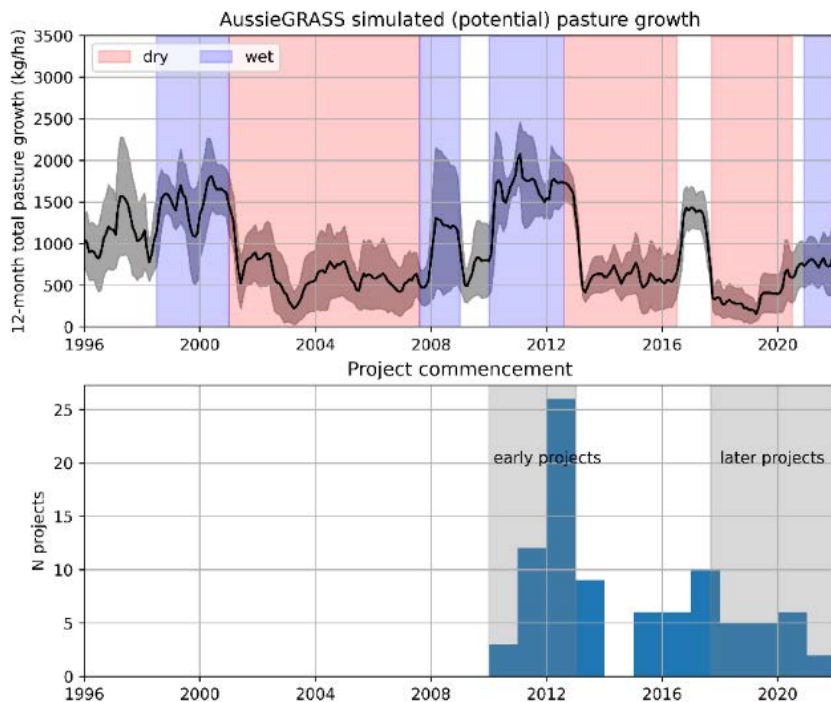 AussieGRASS simulated (potential) pasture growth
12-month total pasture growth (kg/ha)
3500
3000
2500
2000
1500
1000
500
0
dry wet
1996 2000 2004 2008 2012 2016 2020
Project commencement
N projects
25
20
15
10
5
0
early projects later projects
1996 2000 2004 2008 2012 2016 2020